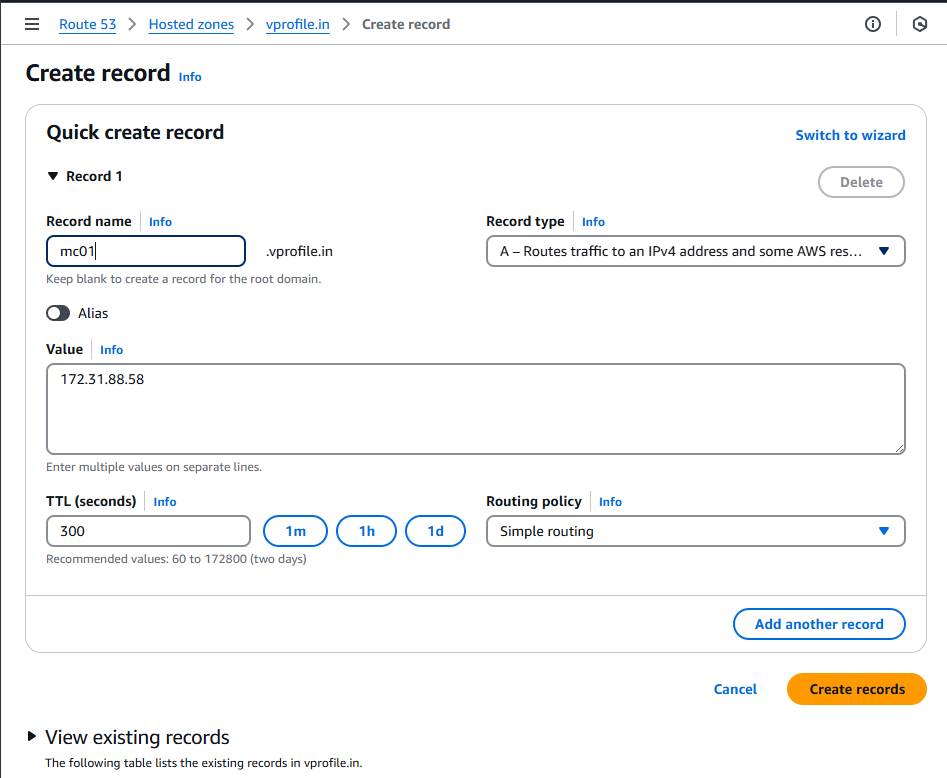 Route 53 > Hosted zones > vprofile.in > Create record
Create record Info
Quick create record
Switch to wizard
Record 1
Delete
Record name Info
Record type Info
mc01 .vprofile.in
A – Routes traffic to an IPv4 address and some AWS res…
Keep blank to create a record for the root domain.
Alias
Value Info
172.31.88.58
Enter multiple values on separate lines.
TTL (seconds) Info
Routing policy Info
300 1m 1h 1d
Simple routing
Recommended values: 60 to 172800 (two days)
Add another record
Cancel Create records
View existing records
The following table lists the existing records in vprofile.in.